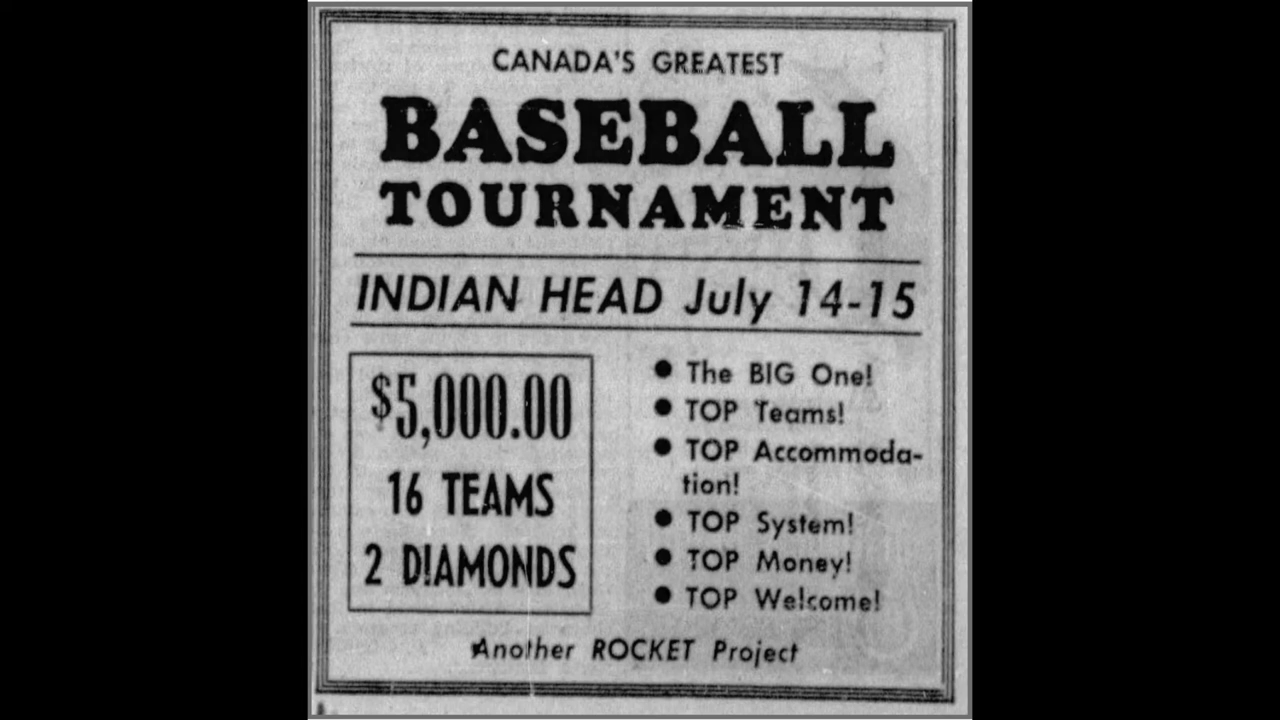 CANADA'S GREATEST
BASEBALL
TOURNAMENT
INDIAN HEAD July 14-15
$5,000.00
16 TEAMS
2 DIAMONDS
● The BIG One!
● TOP Teams!
● TOP Accommoda-
tion!
● TOP System!
● TOP Money!
● TOP Welcome!
Another ROCKET Project